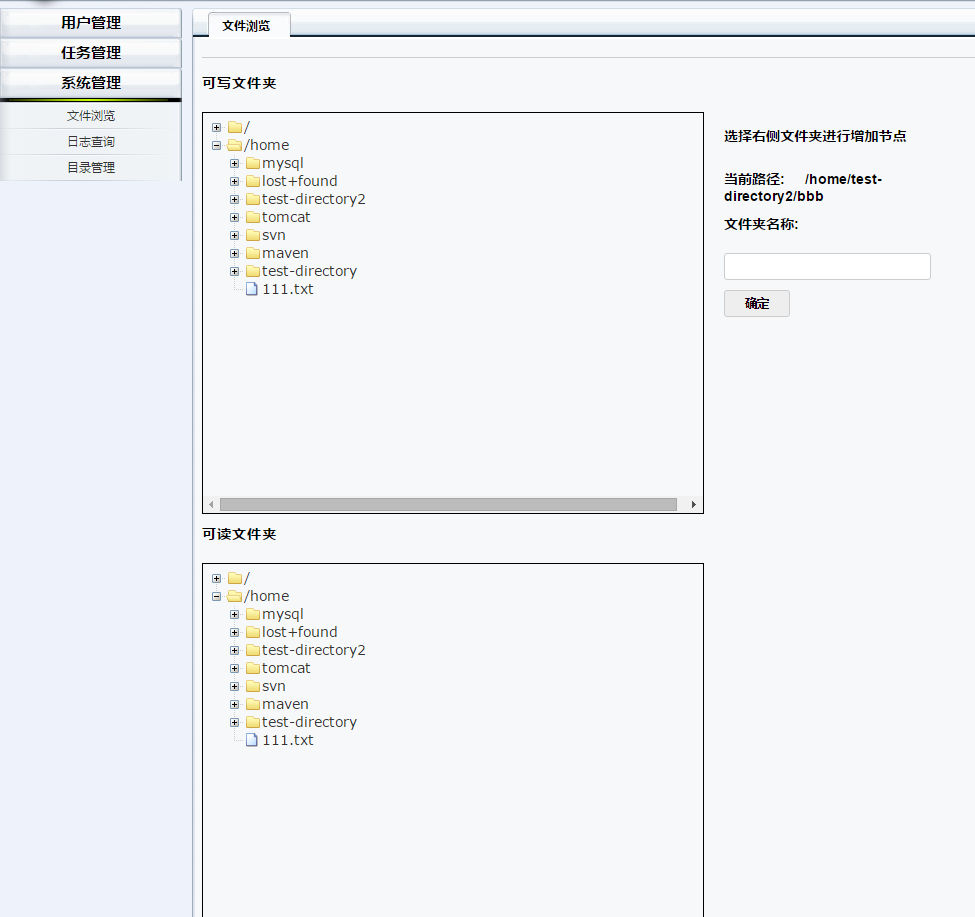 用户管理
任务管理
系统管理
文件浏览
日志查询
目录管理
文件浏览
可写文件夹
/
/home
mysql
lost+found
test-directory2
tomcat
svn
maven
test-directory
111.txt
选择右侧文件夹进行增加节点
当前路径: /home/test-
directory2/bbb
文件夹名称:
确定
可读文件夹
/
/home
mysql
lost+found
test-directory2
tomcat
svn
maven
test-directory
111.txt